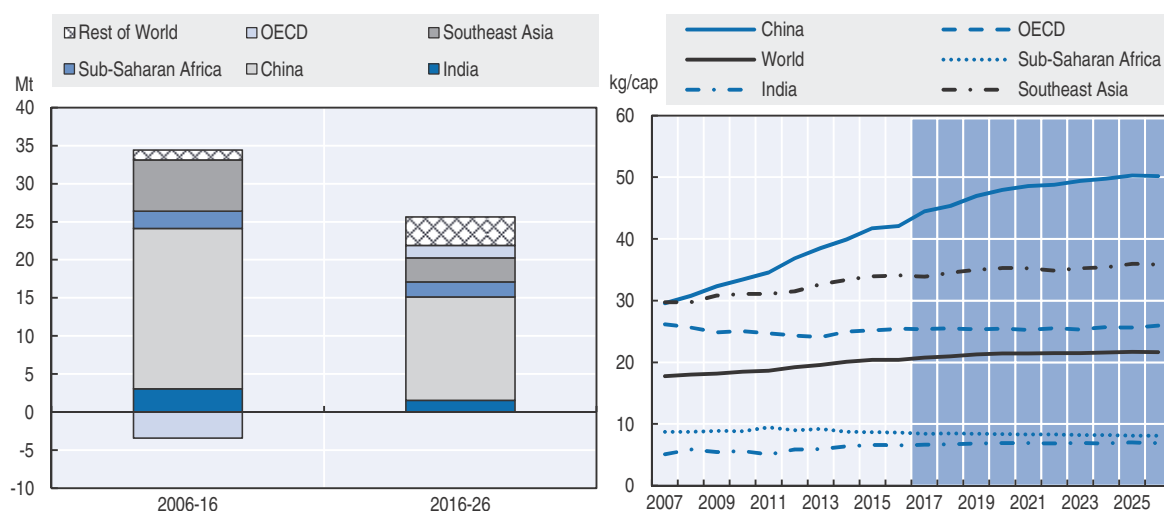 Rest of World OECD Southeast Asia
Sub-Saharan Africa China India
Mt
40
35
30
25
20
15
10
5
0
-5
-10
2006-16 2016-26
China OECD
World Sub-Saharan Africa
India Southeast Asia
kg/cap
60
50
40
30
20
10
0
2007 2009 2011 2013 2015 2017 2019 2021 2023 2025